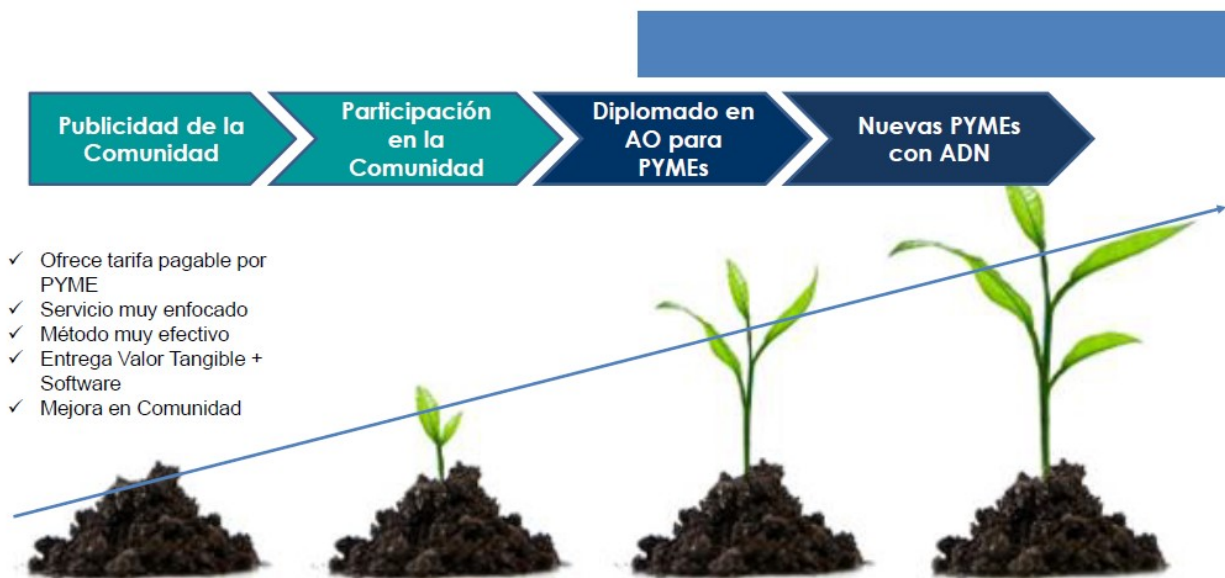 Publicidad de la
Comunidad
Participación
en la
Comunidad
Diplomado en
AO para
PYMEs
Nuevas PYMEs
con ADN
✓ Ofrece tarifa pagable por
PYME
✓ Servicio muy enfocado
✓ Método muy efectivo
✓ Entrega Valor Tangible +
Software
✓ Mejora en Comunidad